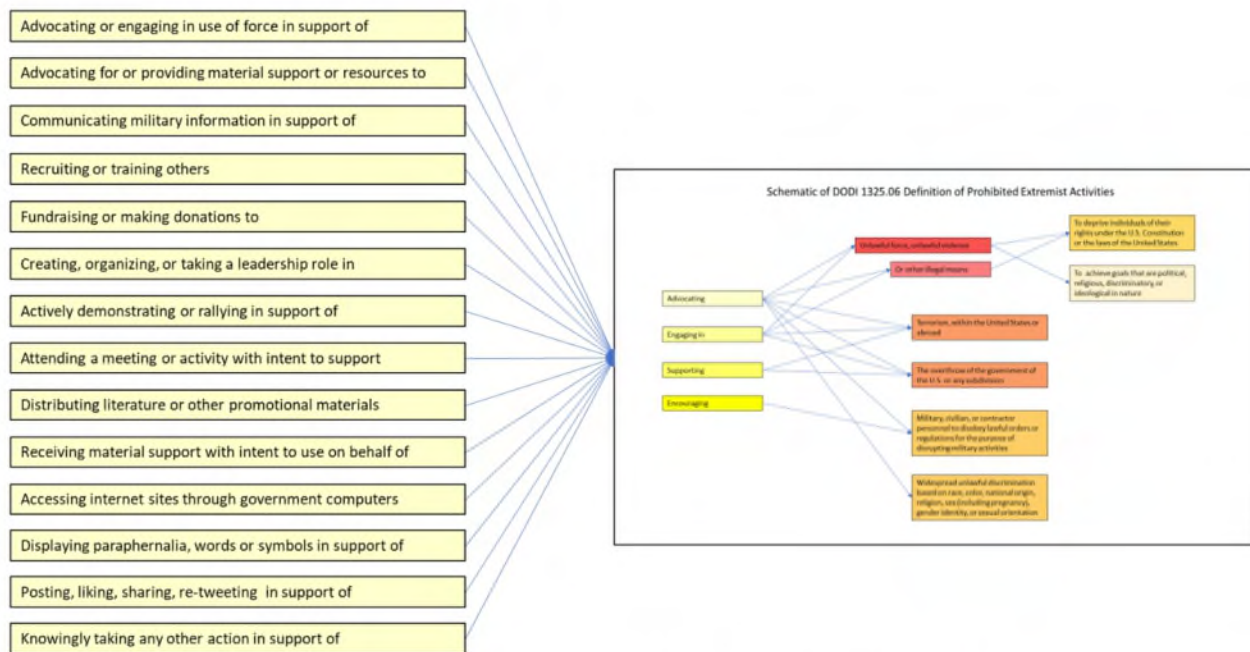 Advocating or engaging in use of force in support of
Advocating for or providing material support or resources to
Communicating military information in support of
Recruiting or training others
Fundraising or making donations to
Creating, organizing, or taking a leadership role in
Actively demonstrating or rallying in support of
Attending a meeting or activity with intent to support
Distributing literature or other promotional materials
Receiving material support with intent to use on behalf of
Accessing internet sites through government computers
Displaying paraphernalia, words or symbols in support of
Posting, liking, sharing, re-tweeting in support of
Knowingly taking any other action in support of
Schematic of DODI 1325.06 Definition of Prohibited Extremist Activities
Advocating
Engaging in
Supporting
Encouraging
Unlawful force, unlawful violence
Or other illegal means
Terrorism, within the United States or
abroad
The overthrow of the government of
the U.S. or any subdivision
Military, civilian, or contractor
personnel to disobey lawful orders or
regulations for the purpose of
disrupting military activities
Widespread unlawful discrimination
based on race, color, national origin,
religion, sex (including pregnancy),
gender identity, or sexual orientation
To deprive individuals of their
rights under the U.S. Constitution
or the laws of the United States
To achieve goals that are political,
religious, discriminatory, or
ideological in nature